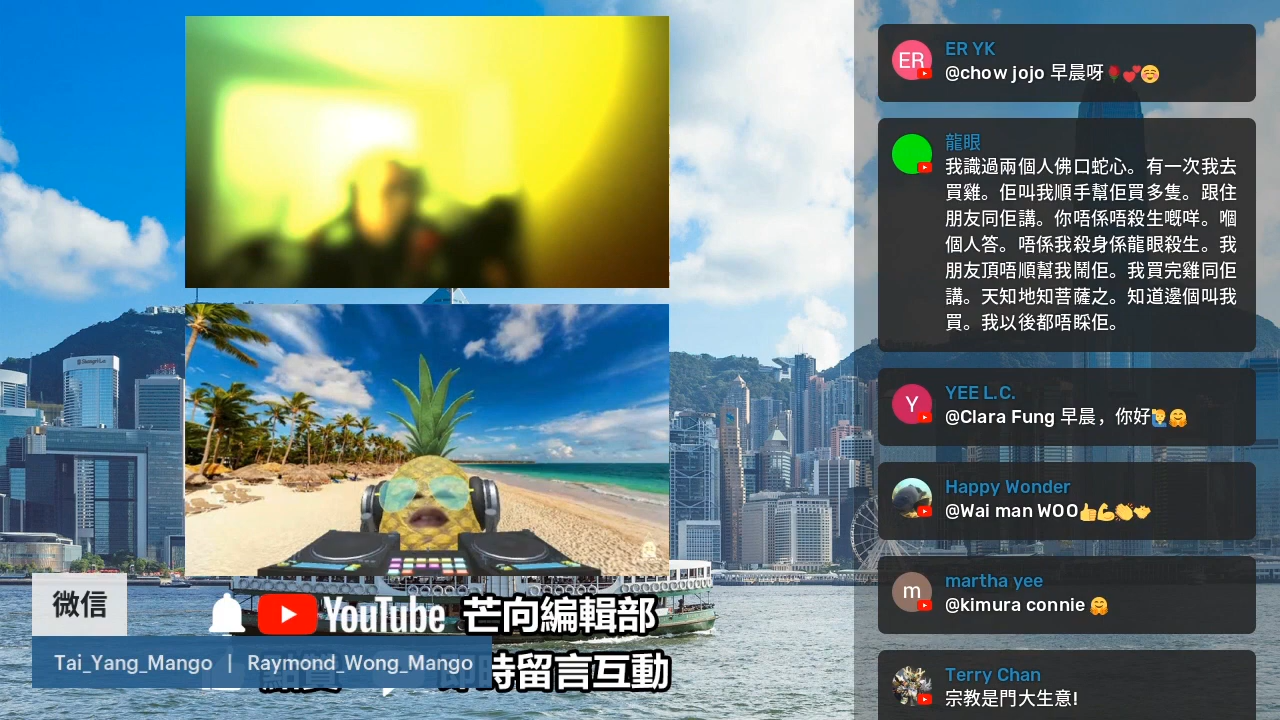 ER YK
@chow jojo 早晨呀🌹💕☺️
龍眼
我識過兩個人佛口蛇心。有一次我去
買雞。佢叫我順手幫佢買多隻。跟住
朋友同佢講。你唔係唔殺生嘅咩。嗰
個人答。唔係我殺身係龍眼殺生。我
朋友頂唔順幫我鬧佢。我買完雞同佢
講。天知地知菩薩之。知道邊個叫我
買。我以後都唔睬佢。
YEE L.C.
@Clara Fung 早晨，你好🙋‍♂️🤗
Happy Wonder
@Wai man WOO👍💪👏🤝
martha yee
@kimura connie 🤗
Terry Chan
宗教是門大生意!
微信
YouTube 芒向編輯部
Tai_Yang_Mango | Raymond_Wong_Mango
即時留言互動